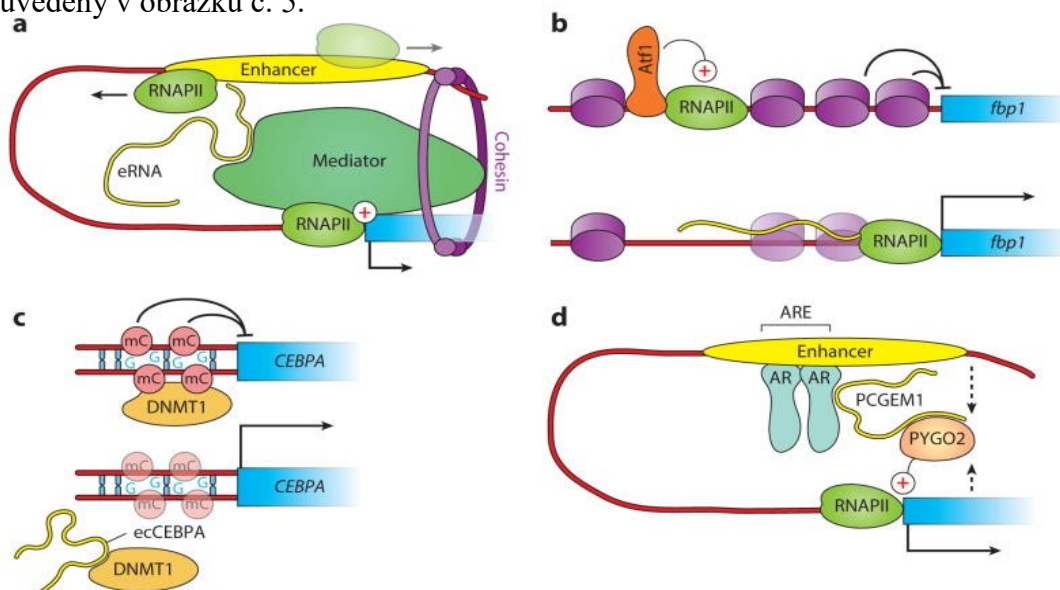 uvedeny v obrázku č. 5.
a
Enhancer
RNAPII
eRNA
Mediator
Cohesin
RNAPII
+
b
Atf1
+
RNAPII
fbp1
RNAPII
fbp1
c
mC
mC
G
G
G
CEBPA
mC
mC
DNMT1
mC
mC
G
G
G
CEBPA
mC
mC
ecCEBPA
DNMT1
d
ARE
Enhancer
AR
AR
PCGEM1
PYGO2
+
RNAPII